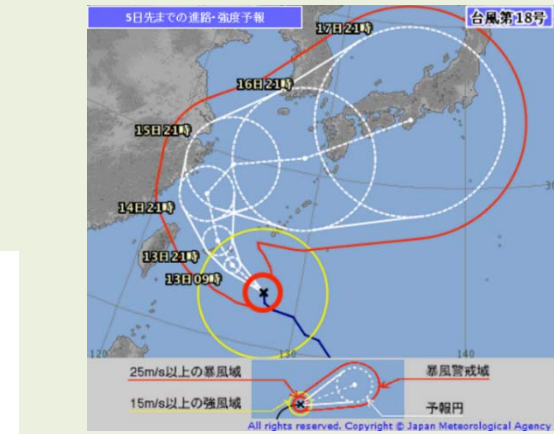 5日先までの進路・強度予報
台風第18号
17日21時
16日21時
15日21時
14日21時
13日21時
13日09時
120
130
140
30
25m/s以上の暴風域
暴風警戒域
15m/s以上の強風域
予報円
All rights reserved. Copyright © Japan Meteorological Agency